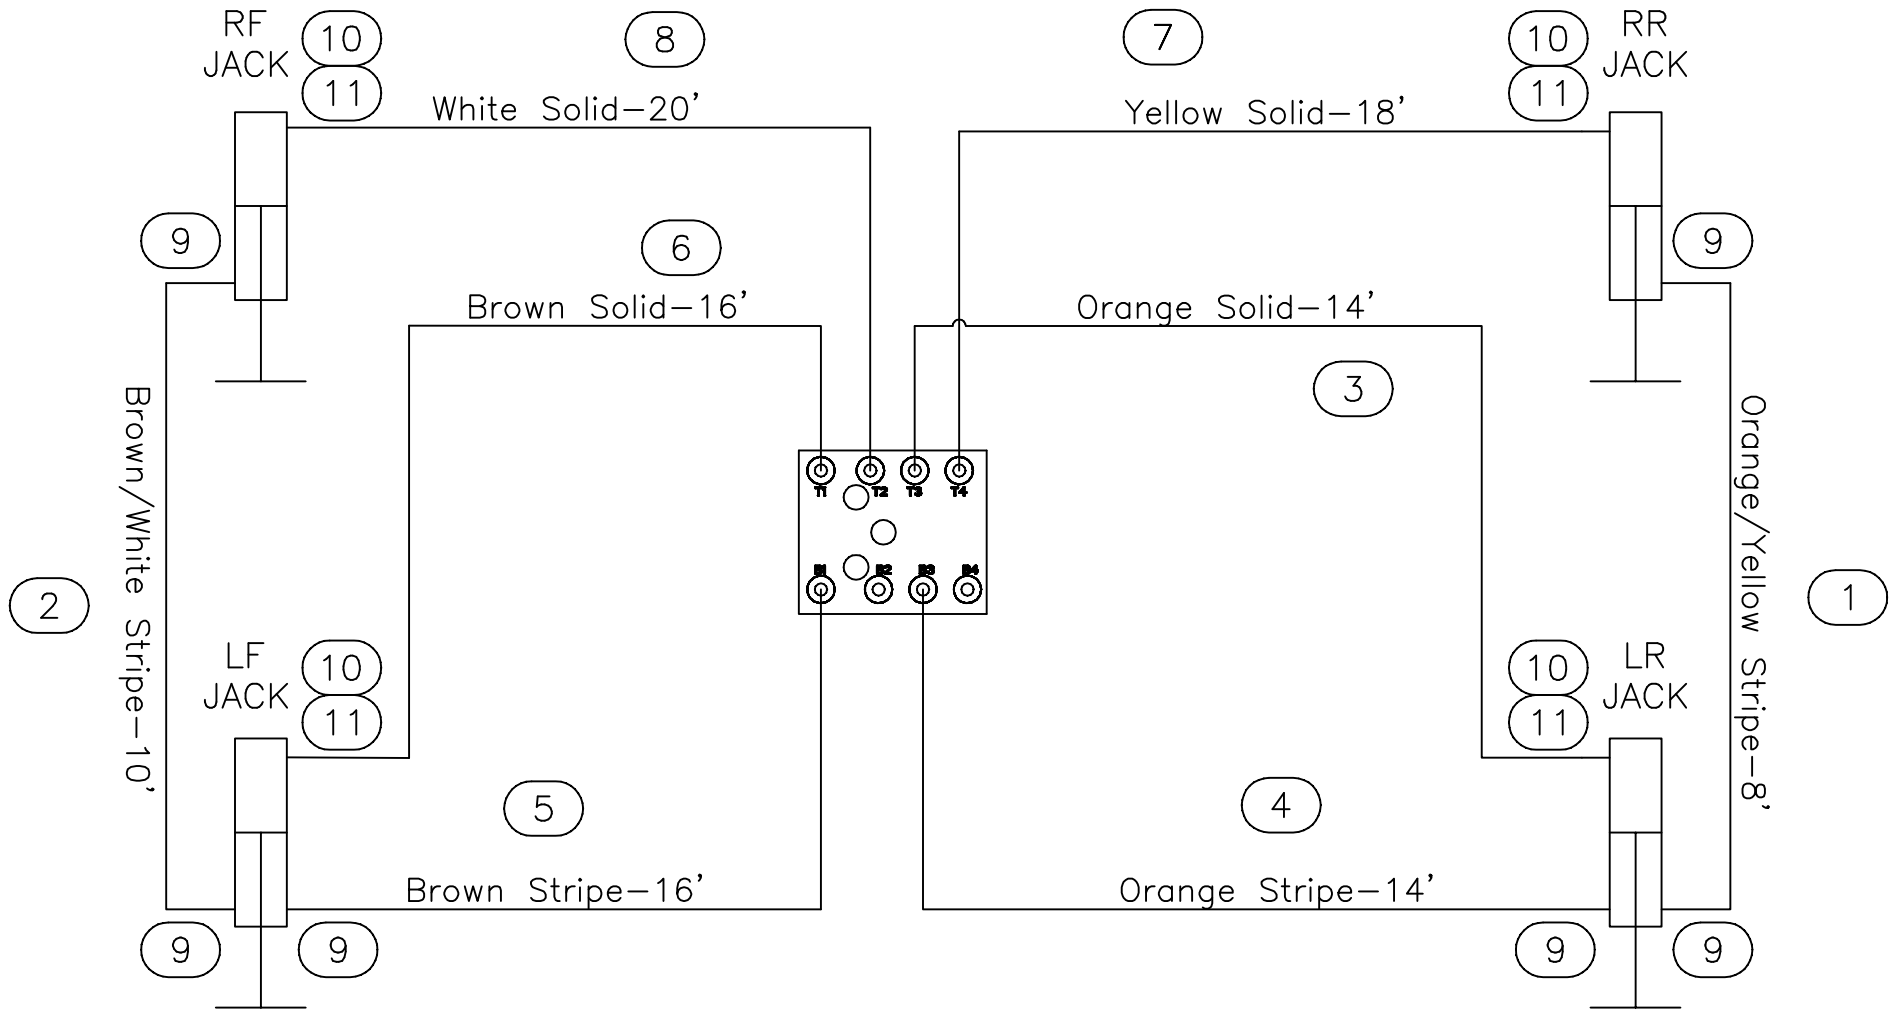 RF
JACK
10
11
8
7
10
11
RR
JACK
White Solid-20'
Yellow Solid-18'
9
6
9
Brown Solid-16'
Orange Solid-14'
3
Brown/White Stripe-10'
Orange/Yellow Stripe-8'
T1 T2 T3 T4
B1 B2 B3 B4
2
1
LF
JACK
10
11
10
11
LR
JACK
5
4
Brown Stripe-16'
Orange Stripe-14'
9
9
9
9